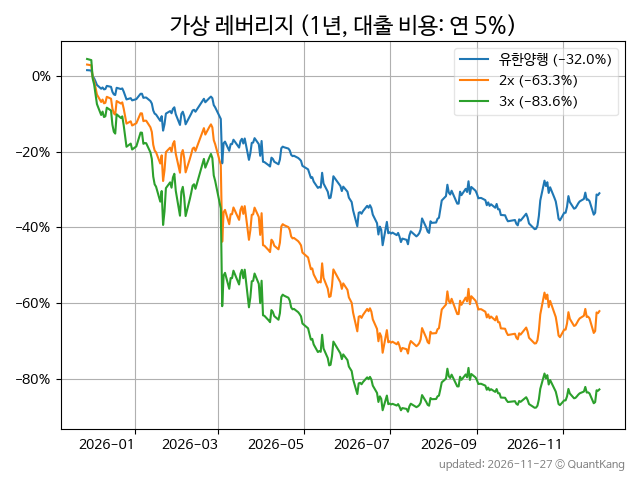 가상 레버리지 (1년, 대출 비용: 연 5%)
유한양행 (−32.0%)
2x (−63.3%)
3x (−83.6%)
0%
−20%
−40%
−60%
−80%
2026-01 2026-03 2026-05 2026-07 2026-09 2026-11
updated: 2026-11-27 © QuantKang